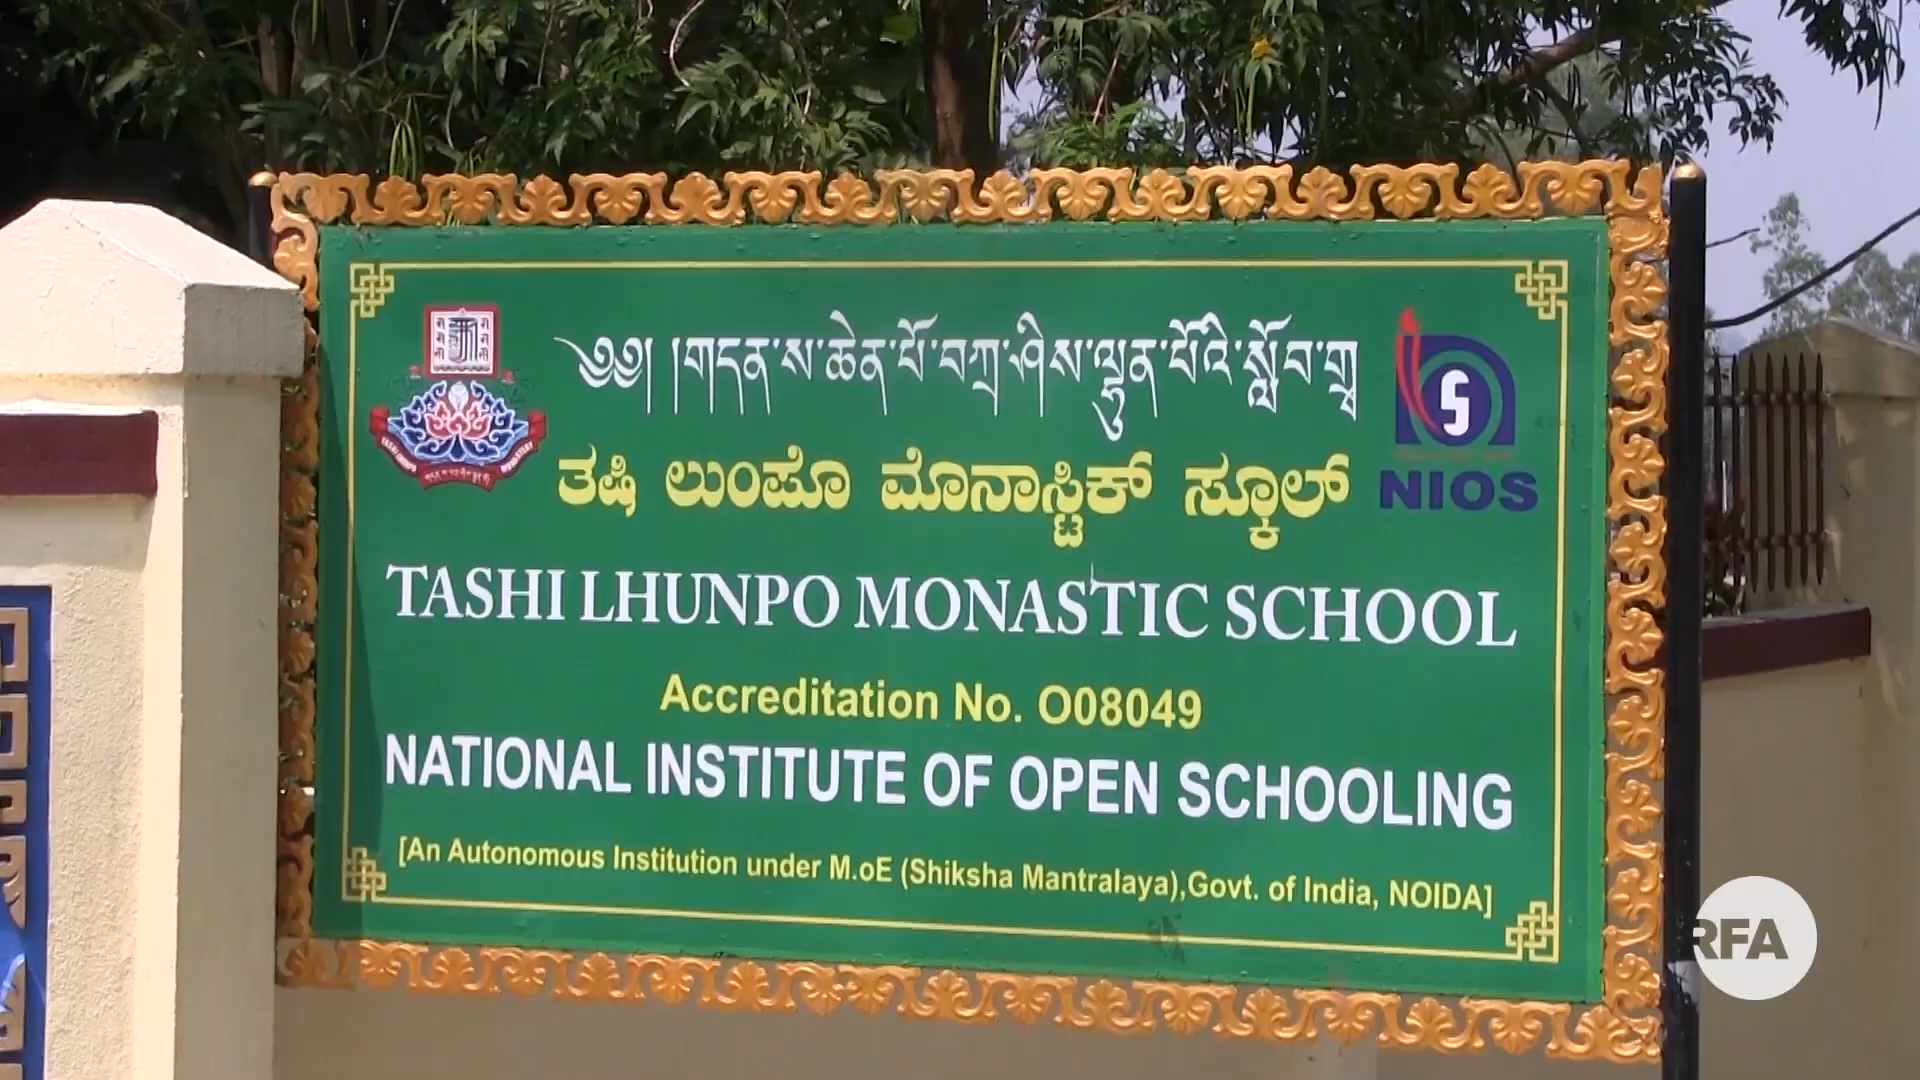 ༄༅། །གདན་ས་ཆེན་པོ་བཀྲ་ཤིས་ལྷུན་པོའི་སློབ་གྲྭ
ತಷಿ ಲುಂಪೊ ಮೊನಾಸ್ಟಿಕ್ ಸ್ಕೂಲ್
NIOS
TASHI LHUNPO MONASTIC SCHOOL
Accreditation No. O08049
NATIONAL INSTITUTE OF OPEN SCHOOLING
[An Autonomous Institution under M.oE (Shiksha Mantralaya),Govt. of India, NOIDA]
RFA